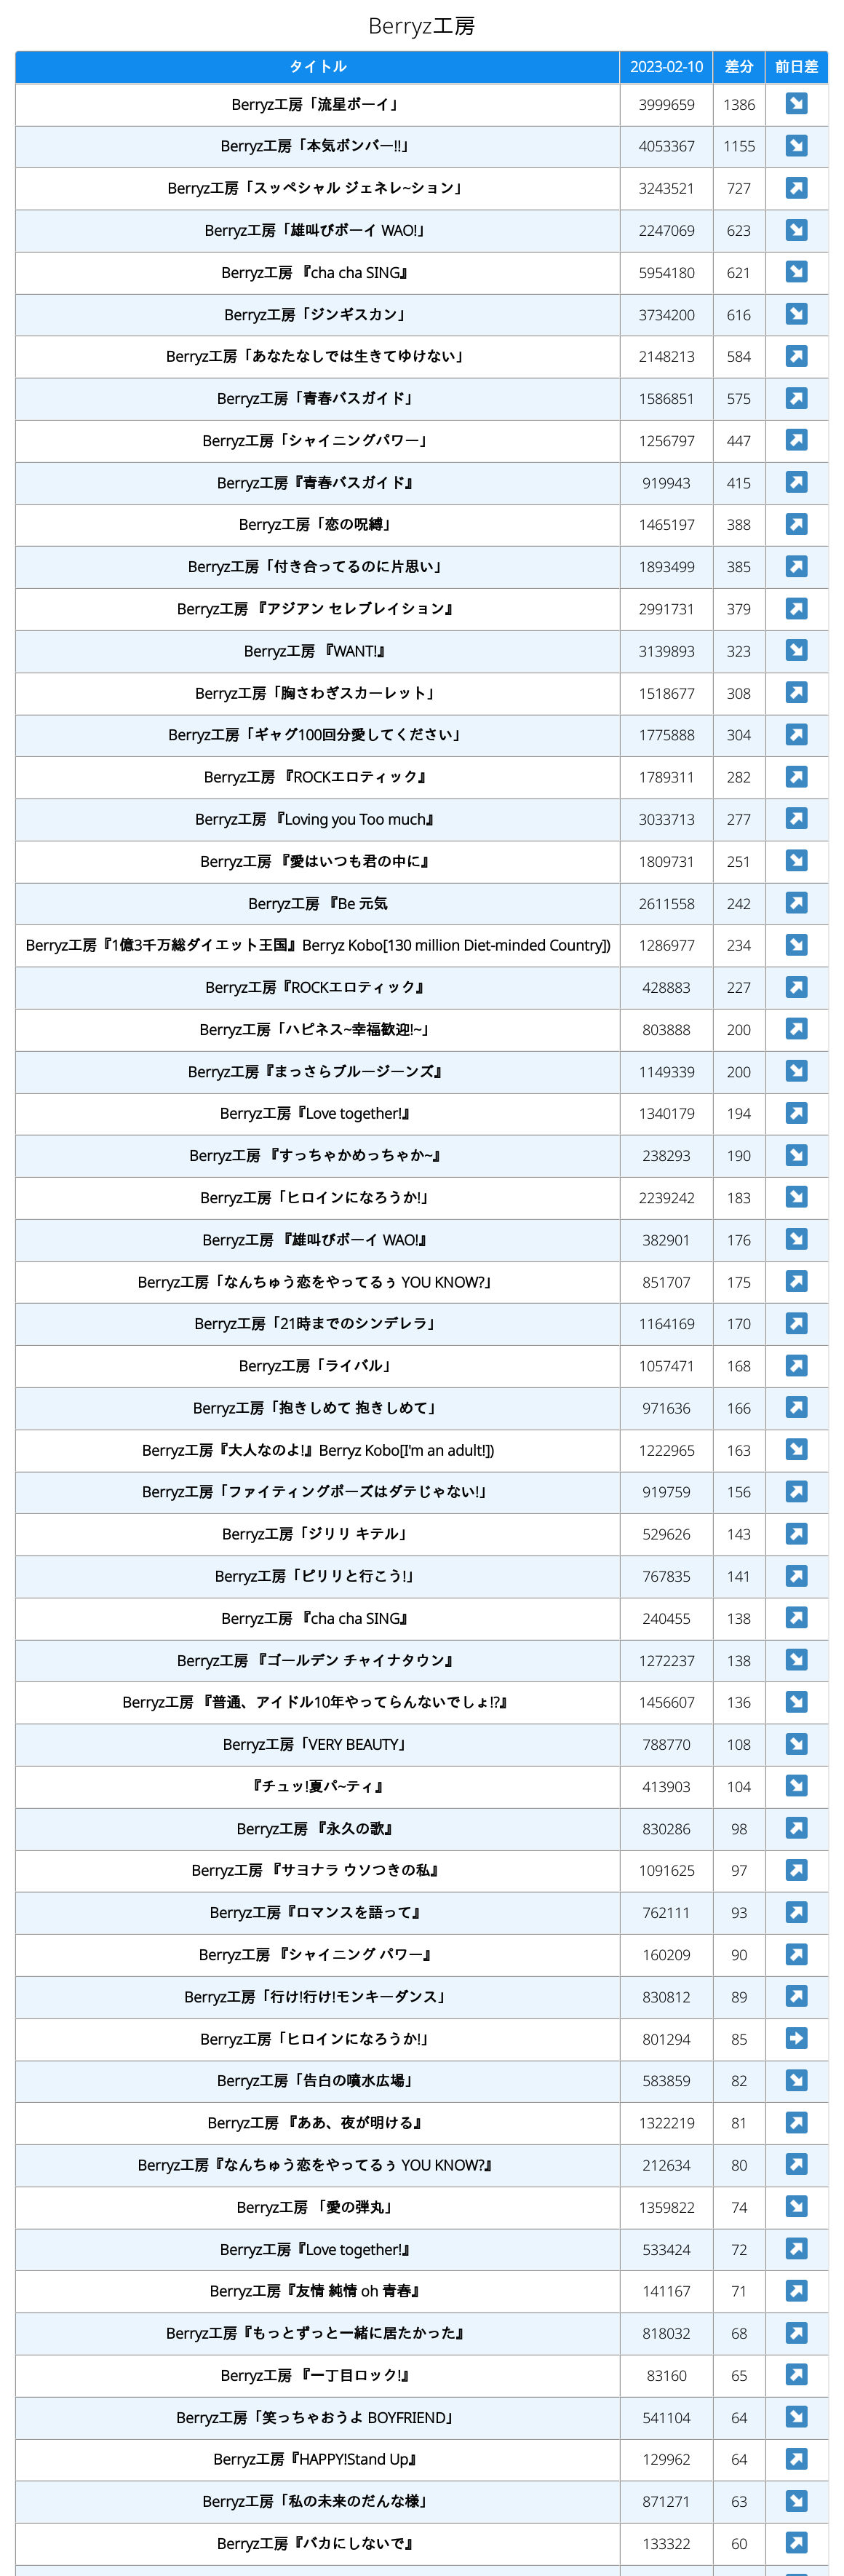 Berryz工房
タイトル 2023-02-10 差分 前日差
Berryz工房「流星ボーイ」 3999659 1386
Berryz工房「本気ボンバー!!」 4053367 1155
Berryz工房「スッペシャル ジェネレ~ション」 3243521 727
Berryz工房「雄叫びボーイ WAO!」 2247069 623
Berryz工房 『cha cha SING』 5954180 621
Berryz工房「ジンギスカン」 3734200 616
Berryz工房「あなたなしでは生きてゆけない」 2148213 584
Berryz工房「青春バスガイド」 1586851 575
Berryz工房「シャイニングパワー」 1256797 447
Berryz工房『青春バスガイド』 919943 415
Berryz工房「恋の呪縛」 1465197 388
Berryz工房「付き合ってるのに片思い」 1893499 385
Berryz工房 『アジアン セレブレイション』 2991731 379
Berryz工房 『WANT!』 3139893 323
Berryz工房「胸さわぎスカーレット」 1518677 308
Berryz工房「ギャグ100回分愛してください」 1775888 304
Berryz工房 『ROCKエロティック』 1789311 282
Berryz工房 『Loving you Too much』 3033713 277
Berryz工房 『愛はいつも君の中に』 1809731 251
Berryz工房 『Be 元気 2611558 242
Berryz工房『1億3千万総ダイエット王国』Berryz Kobo[130 million Diet-minded Country]) 1286977 234
Berryz工房『ROCKエロティック』 428883 227
Berryz工房「ハピネス~幸福歓迎!~」 803888 200
Berryz工房『まっさらブルージーンズ』 1149339 200
Berryz工房『Love together!』 1340179 194
Berryz工房 『すっちゃかめっちゃか~』 238293 190
Berryz工房「ヒロインになろうか!」 2239242 183
Berryz工房 『雄叫びボーイ WAO!』 382901 176
Berryz工房「なんちゅう恋をやってるぅ YOU KNOW?」 851707 175
Berryz工房「21時までのシンデレラ」 1164169 170
Berryz工房「ライバル」 1057471 168
Berryz工房「抱きしめて 抱きしめて」 971636 166
Berryz工房『大人なのよ!』Berryz Kobo[I'm an adult!]) 1222965 163
Berryz工房「ファイティングポーズはダテじゃない!」 919759 156
Berryz工房「ジリリ キテル」 529626 143
Berryz工房「ピリリと行こう!」 767835 141
Berryz工房 『cha cha SING』 240455 138
Berryz工房 『ゴールデン チャイナタウン』 1272237 138
Berryz工房 『普通、アイドル10年やってらんないでしょ!?』 1456607 136
Berryz工房「VERY BEAUTY」 788770 108
『チュッ!夏パ~ティ』 413903 104
Berryz工房 『永久の歌』 830286 98
Berryz工房 『サヨナラ ウソつきの私』 1091625 97
Berryz工房『ロマンスを語って』 762111 93
Berryz工房 『シャイニング パワー』 160209 90
Berryz工房「行け!行け!モンキーダンス」 830812 89
Berryz工房「ヒロインになろうか!」 801294 85
Berryz工房「告白の噴水広場」 583859 82
Berryz工房 『ああ、夜が明ける』 1322219 81
Berryz工房『なんちゅう恋をやってるぅ YOU KNOW?』 212634 80
Berryz工房 「愛の弾丸」 1359822 74
Berryz工房『Love together!』 533424 72
Berryz工房『友情 純情 oh 青春』 141167 71
Berryz工房『もっとずっと一緒に居たかった』 818032 68
Berryz工房 『一丁目ロック!』 83160 65
Berryz工房「笑っちゃおうよ BOYFRIEND」 541104 64
Berryz工房『HAPPY!Stand Up』 129962 64
Berryz工房「私の未来のだんな様」 871271 63
Berryz工房『バカにしないで』 133322 60